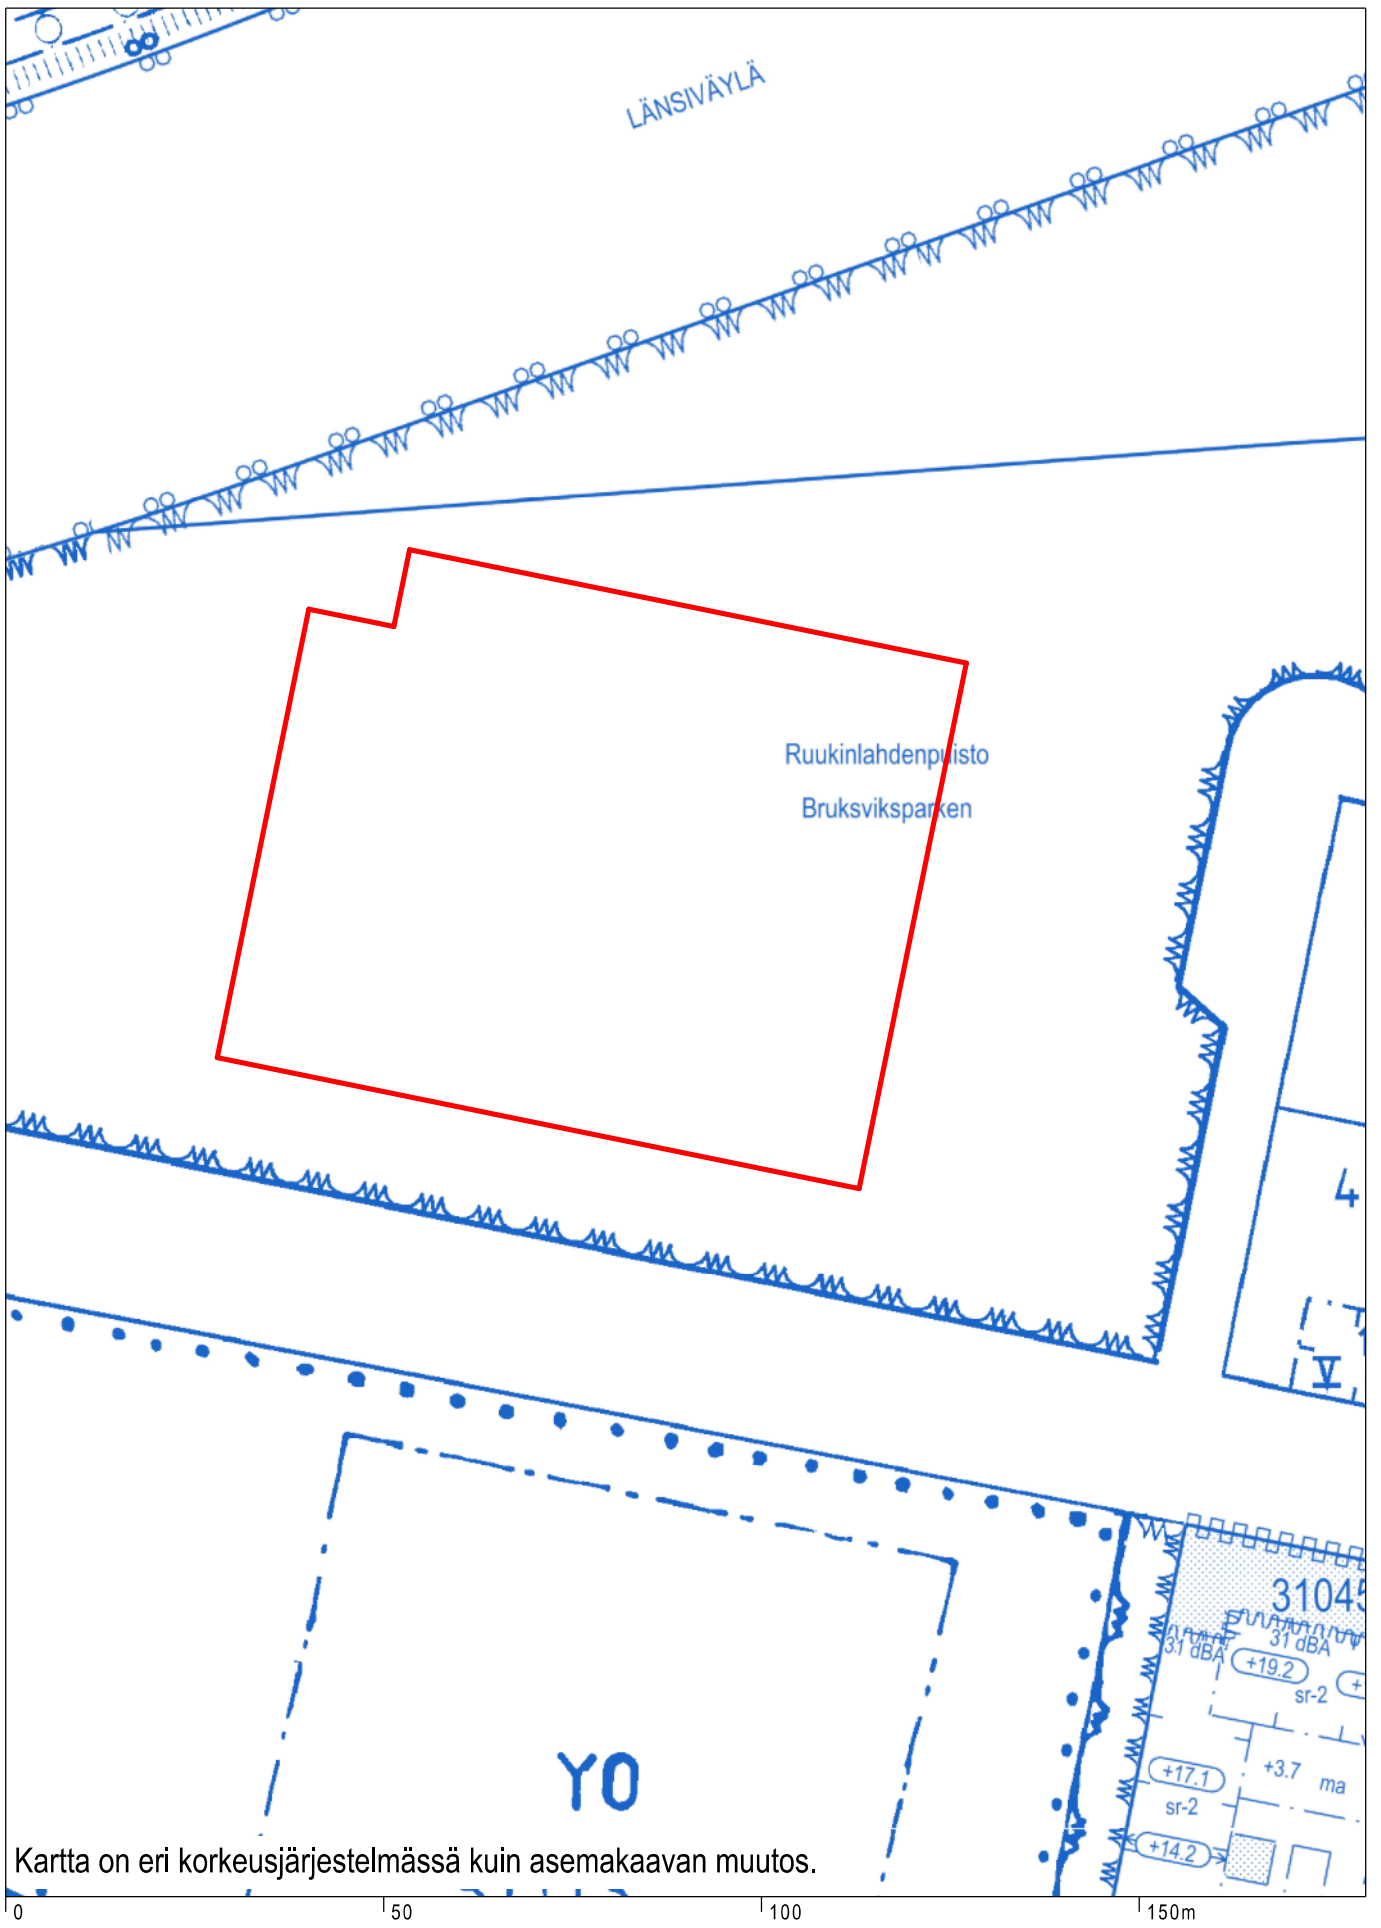 LÄNSIVÄYLÄ
Ruukinlahdenpuisto
Bruksviksparken
4
V
31 dBA
31 dBA
+19.2
sr-2
YO
+17.1
+3.7 ma
sr-2
+14.2
Kartta on eri korkeusjärjestelmässä kuin asemakaavan muutos.
0 50 100 150m